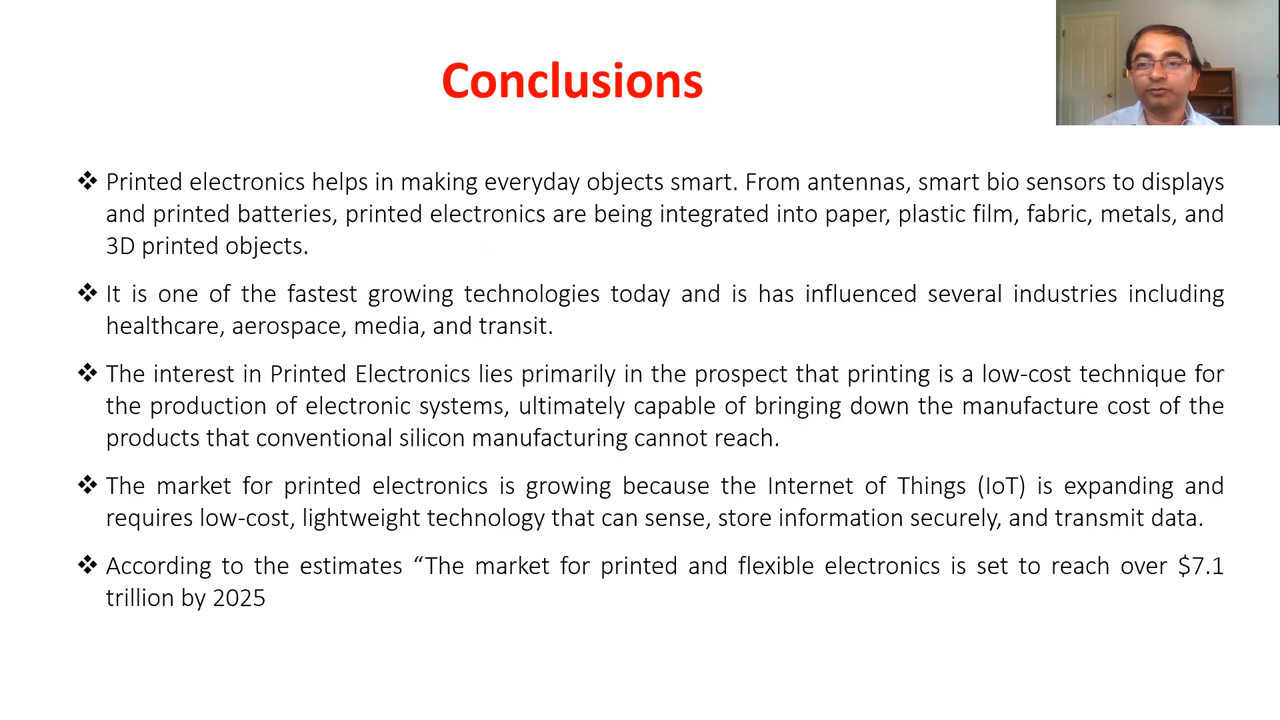 Conclusions
❖ Printed electronics helps in making everyday objects smart. From antennas, smart bio sensors to displays
and printed batteries, printed electronics are being integrated into paper, plastic film, fabric, metals, and
3D printed objects.
❖ It is one of the fastest growing technologies today and is has influenced several industries including
healthcare, aerospace, media, and transit.
❖ The interest in Printed Electronics lies primarily in the prospect that printing is a low-cost technique for
the production of electronic systems, ultimately capable of bringing down the manufacture cost of the
products that conventional silicon manufacturing cannot reach.
❖ The market for printed electronics is growing because the Internet of Things (IoT) is expanding and
requires low-cost, lightweight technology that can sense, store information securely, and transmit data.
❖ According to the estimates “The market for printed and flexible electronics is set to reach over $7.1
trillion by 2025